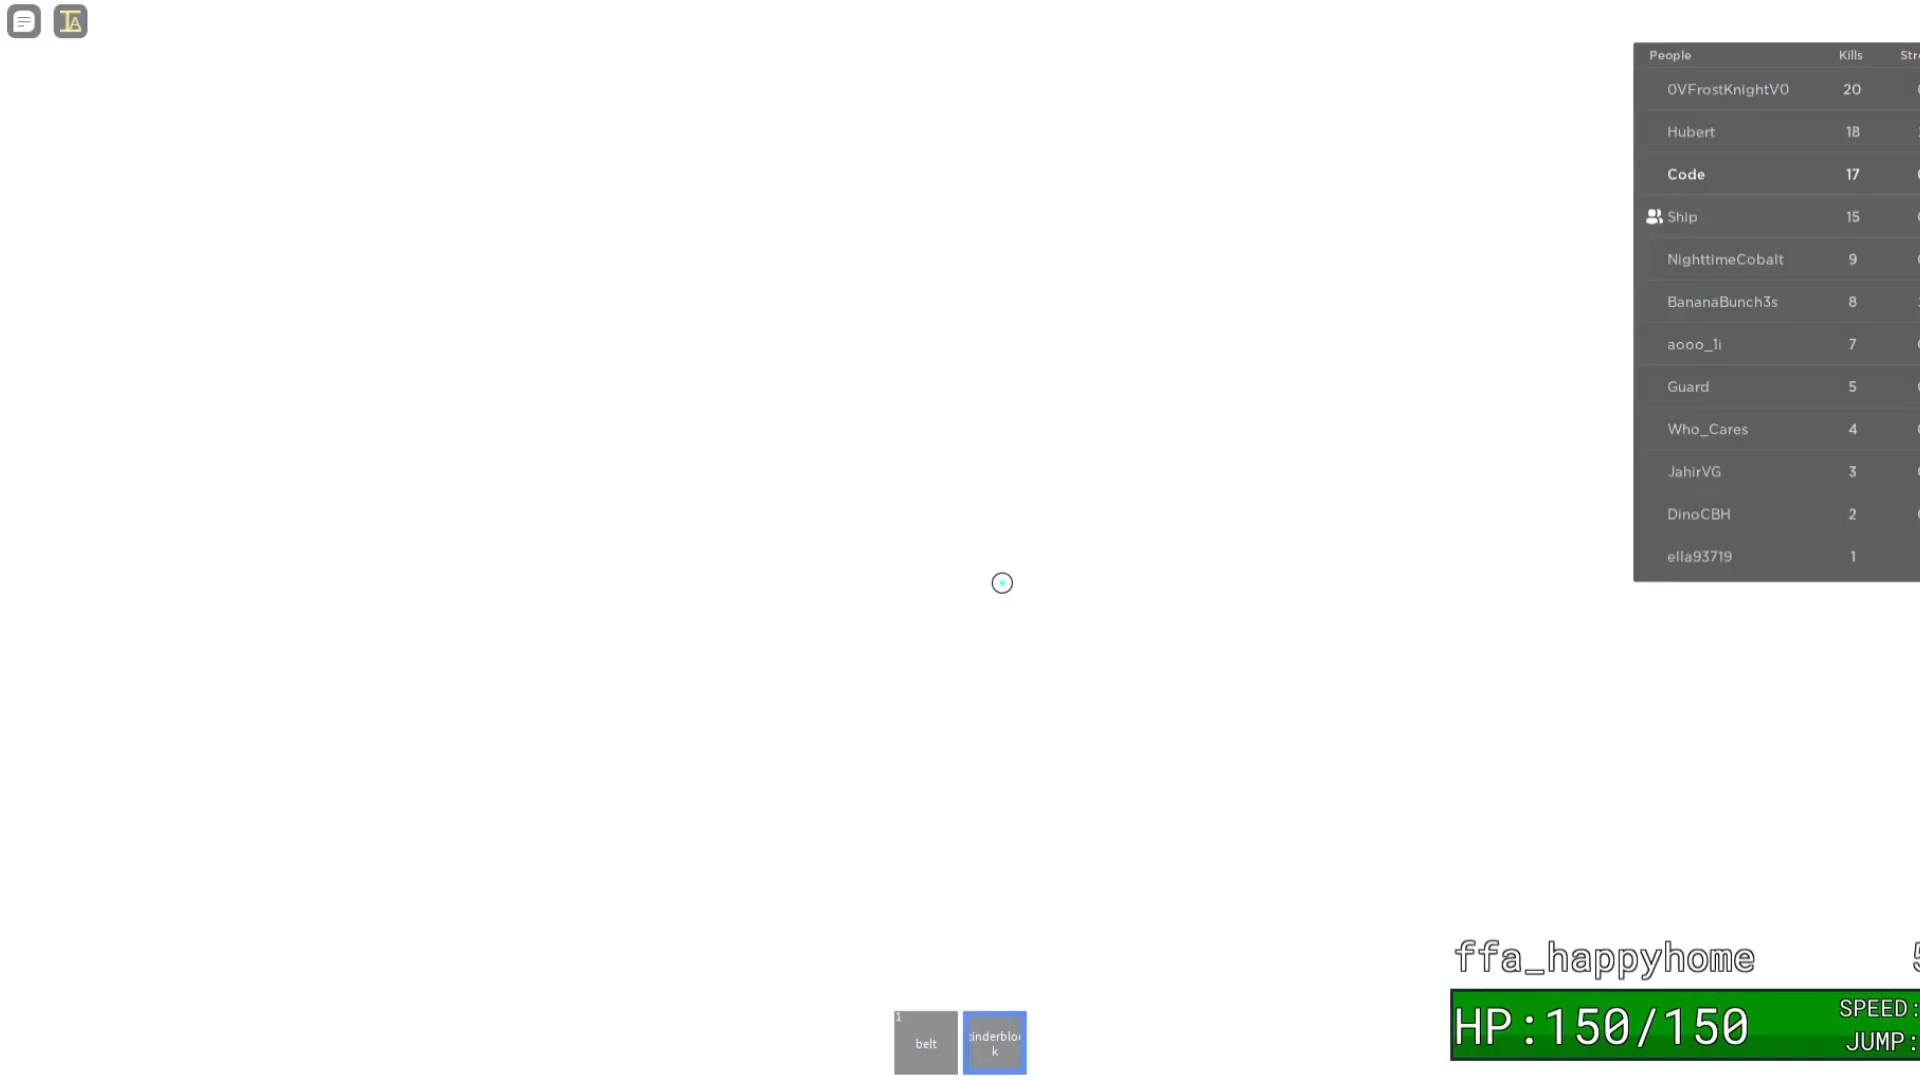 People Kills
0VFrostKnightV0 20
Hubert 18
Code 17
Ship 15
NighttimeCobalt 9
BananaBunch3s 8
aooo_1i 7
Guard 5
Who_Cares 4
JahirVG 3
DinoCBH 2
ella93719 1
ffa_happyhome
HP:150/150
SPEED:
JUMP:
1
belt
inderblo
k